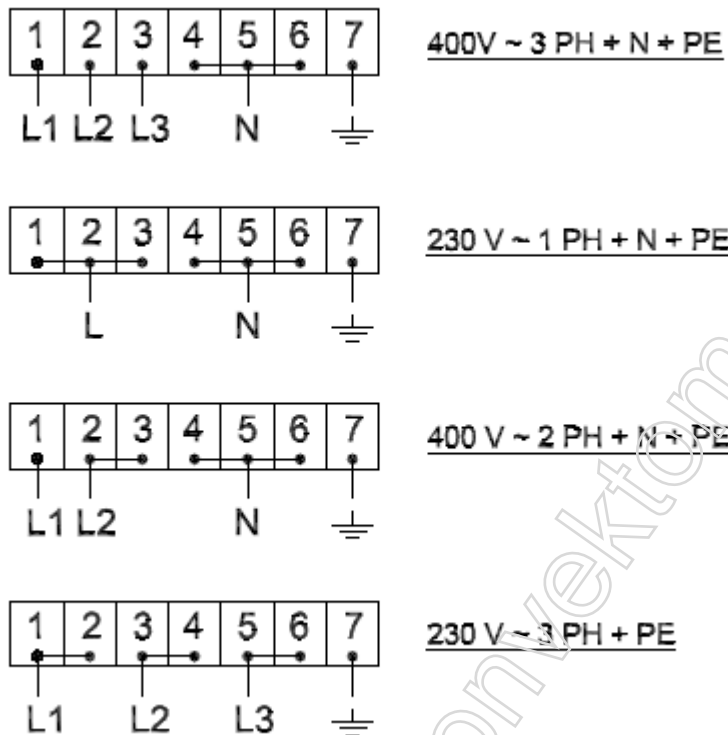 1 2 3 4 5 6 7 400V ~ 3 PH + N + PE
L1 L2 L3 N
1 2 3 4 5 6 7 230 V ~ 1 PH + N + PE
L N
1 2 3 4 5 6 7 400 V ~ 2 PH + N + PE
L1 L2 N
1 2 3 4 5 6 7 230 V ~ 3 PH + PE
L1 L2 L3